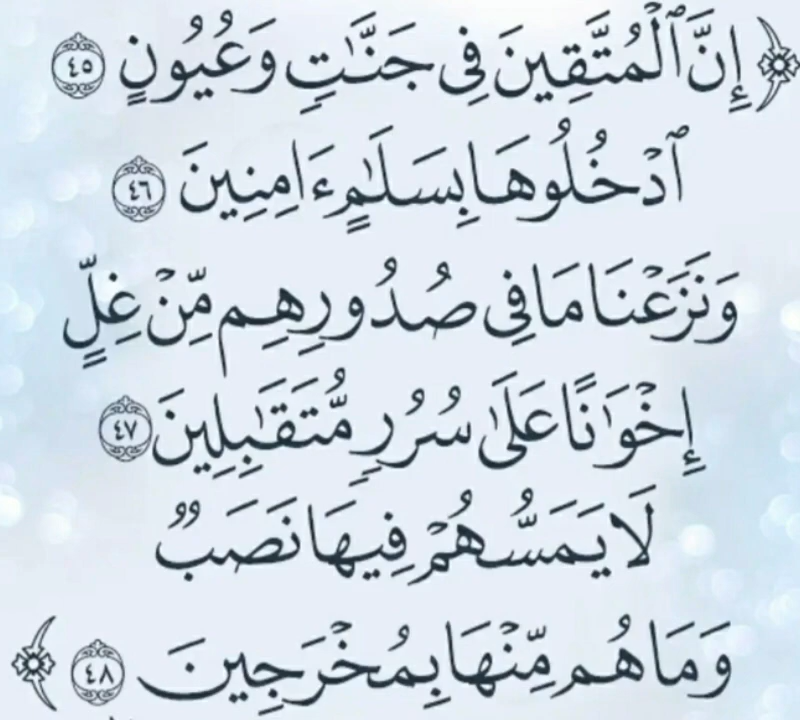 ﴿ إِنَّ ٱلْمُتَّقِينَ فِى جَنَّٰتٍ وَعُيُونٍ ٤٥
ٱدْخُلُوهَا بِسَلَٰمٍ ءَامِنِينَ ٤٦
وَنَزَعْنَا مَا فِى صُدُورِهِم مِّنْ غِلٍّ
إِخْوَٰنًا عَلَىٰ سُرُرٍ مُّتَقَٰبِلِينَ ٤٧
لَا يَمَسُّهُمْ فِيهَا نَصَبٌ
وَمَا هُم مِّنْهَا بِمُخْرَجِينَ ٤٨ ﴾